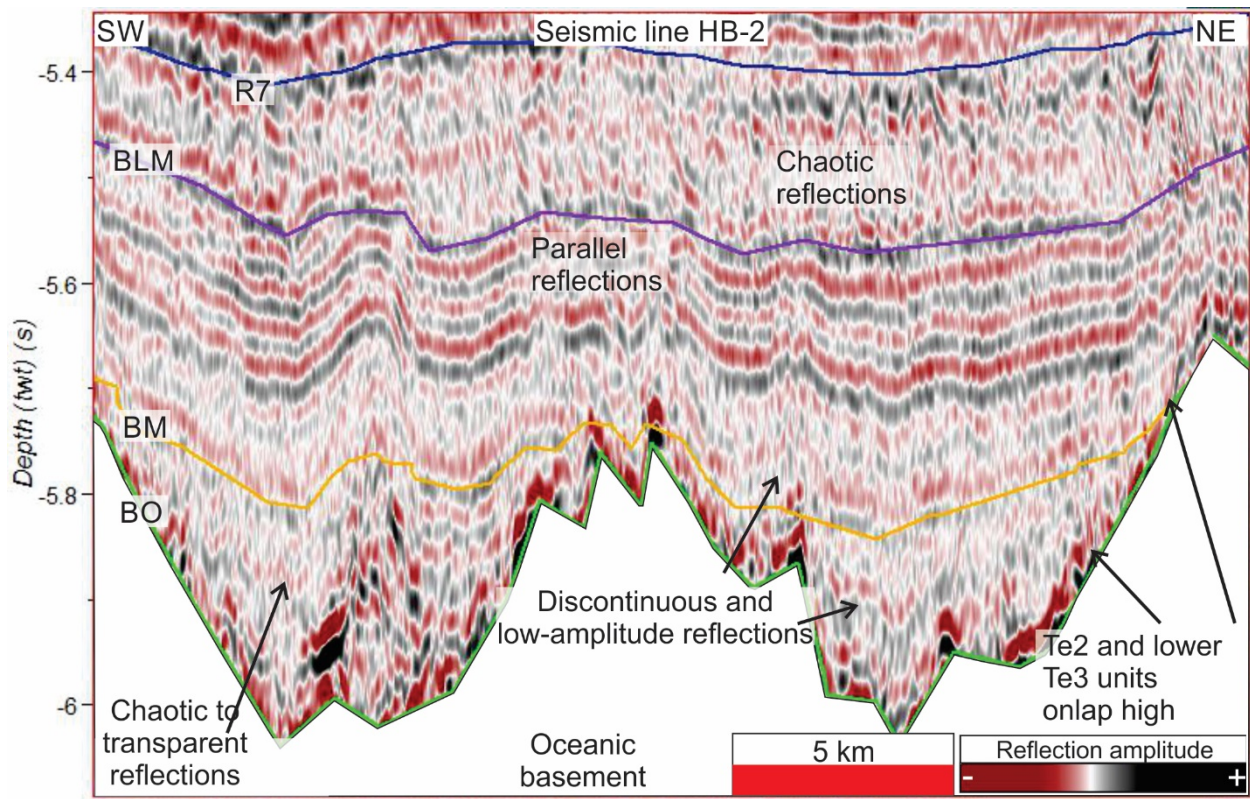 SW
Seismic line HB-2
NE
-5.4
R7
BLM
Chaotic
reflections
Parallel
reflections
-5.6
Depth (twt) (s)
BM
-5.8
BO
Discontinuous and
low-amplitude reflections
Te2 and lower
Te3 units
onlap high
-6
Chaotic to
transparent
reflections
Oceanic
basement
5 km
Reflection amplitude
- +